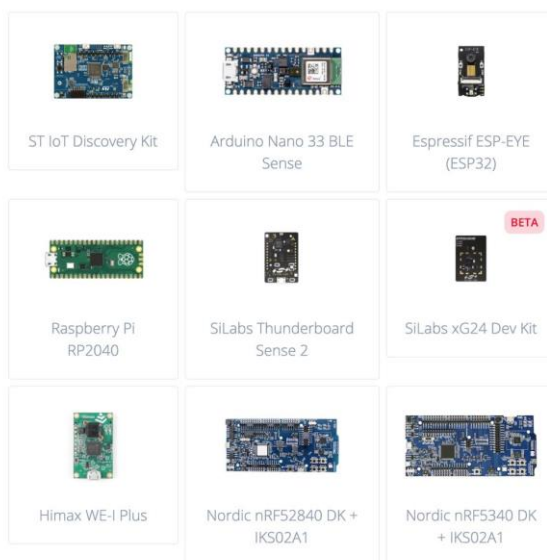 ST IoT Discovery Kit
Arduino Nano 33 BLE
Sense
Espressif ESP-EYE
(ESP32)
Raspberry Pi
RP2040
SiLabs Thunderboard
Sense 2
BETA
SiLabs xG24 Dev Kit
Himax WE-I Plus
Nordic nRF52840 DK +
IKS02A1
Nordic nRF5340 DK
+ IKS02A1